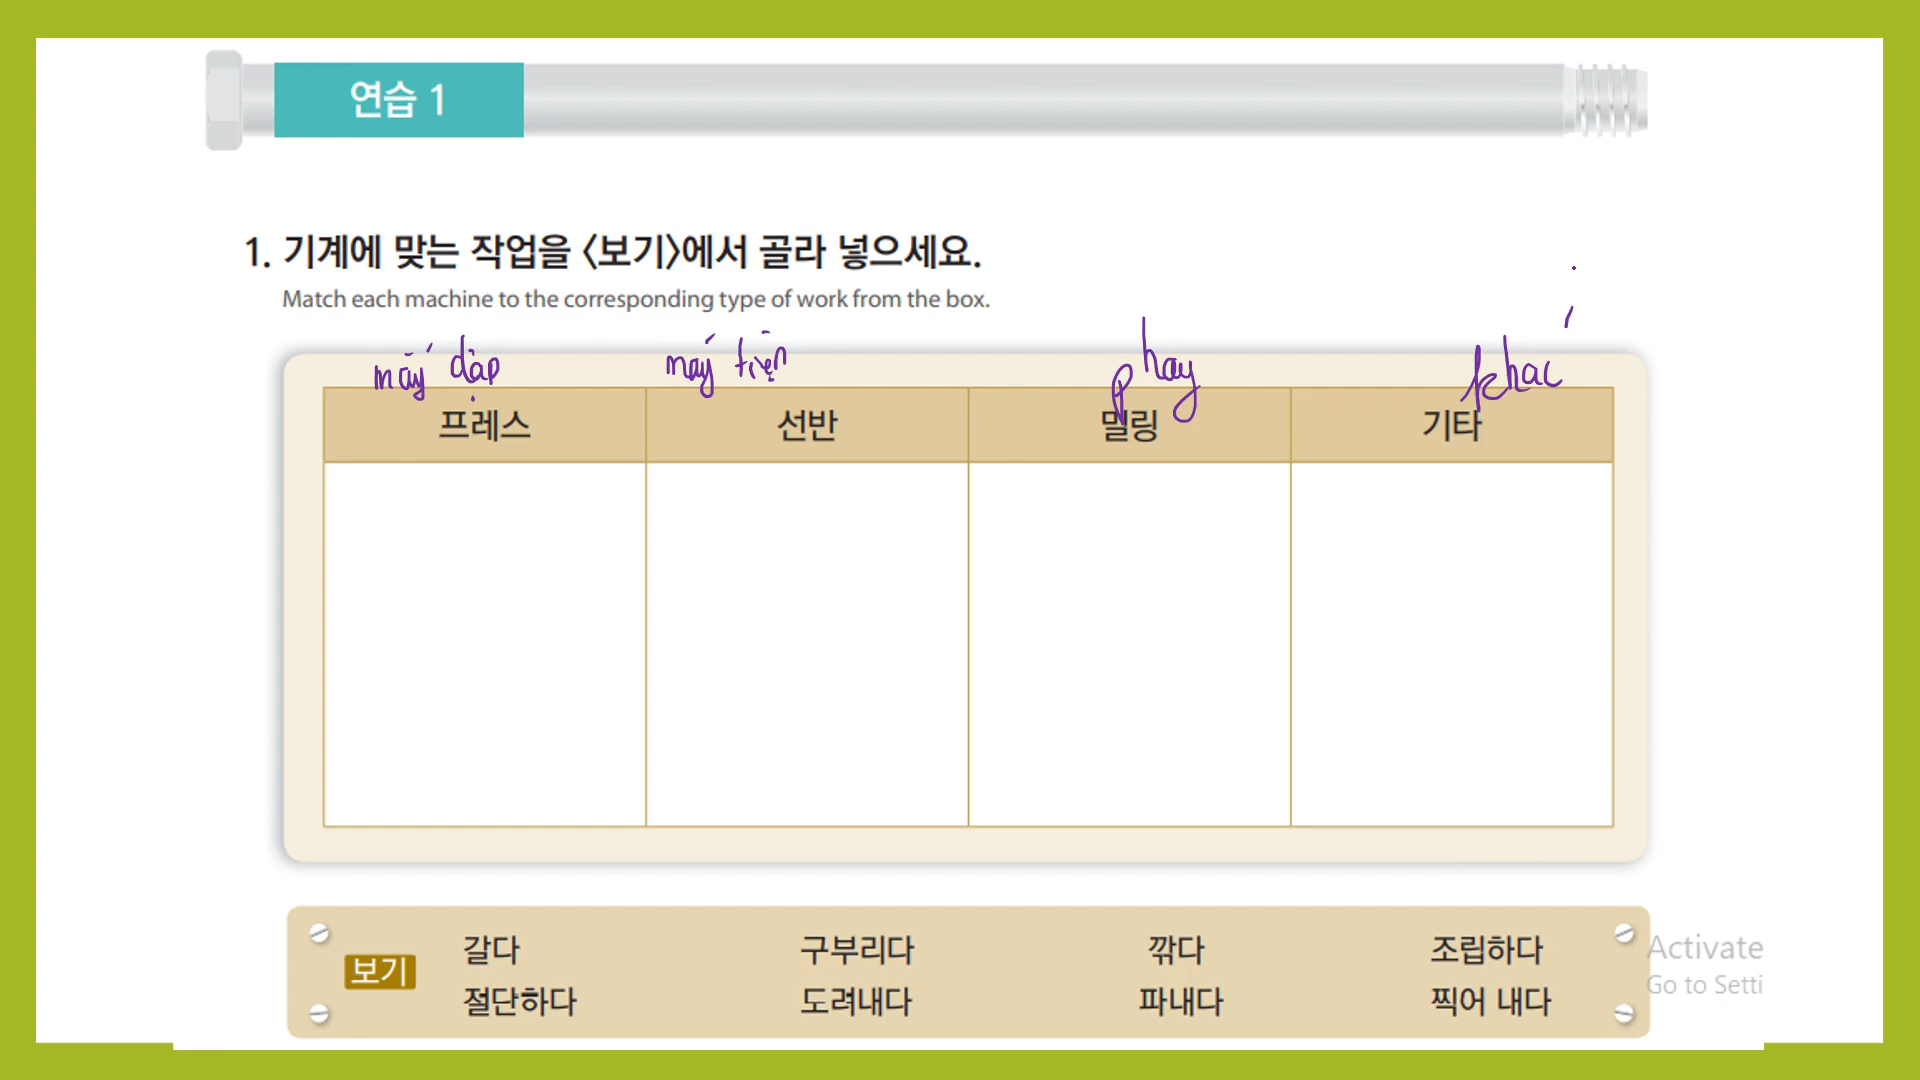 연습 1
1. 기계에 맞는 작업을 〈보기〉에서 골라 넣으세요.
Match each machine to the corresponding type of work from the box.
máy dập máy tiện phay khác
프레스 선반 밀링 기타
보기
갈다 구부리다 깎다 조립하다
절단하다 도려내다 파내다 찍어 내다
Activate
Go to Setti